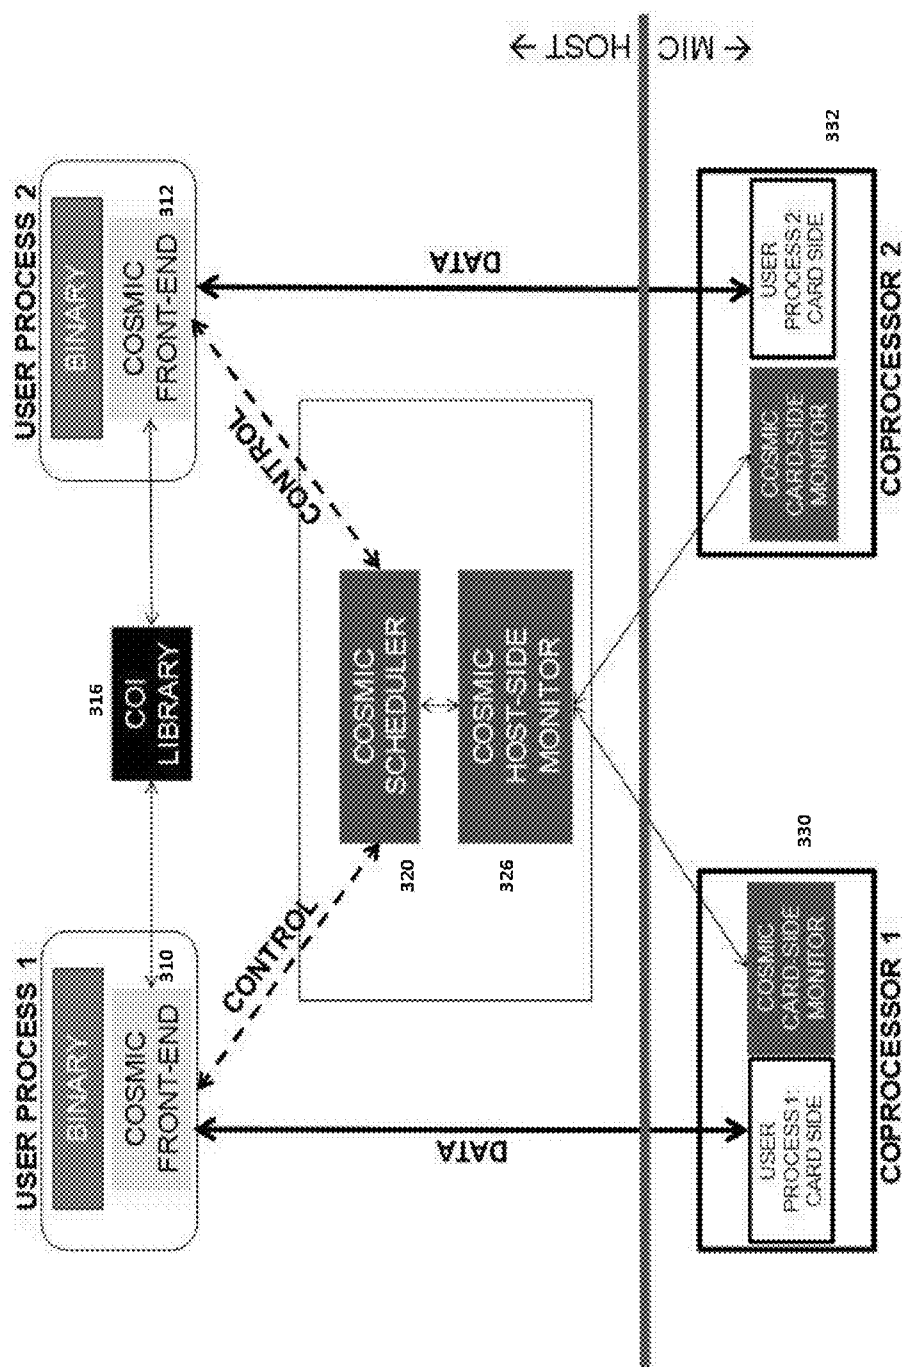 USER PROCESS 1
BINARY
COSMIC
FRONT-END
310
316
COI
LIBRARY
USER PROCESS 2
BINARY
COSMIC
FRONT-END
312
CONTROL
CONTROL
DATA
DATA
COSMIC
SCHEDULER
320
COSMIC
HOST-SIDE
MONITOR
326
HOST →
MIC →
330
USER
PROCESS 1:
CARD SIDE
COSMIC
CARD-SIDE
MONITOR
COPROCESSOR 1
332
COSMIC
CARD-SIDE
MONITOR
USER
PROCESS 2
CARD SIDE
COPROCESSOR 2